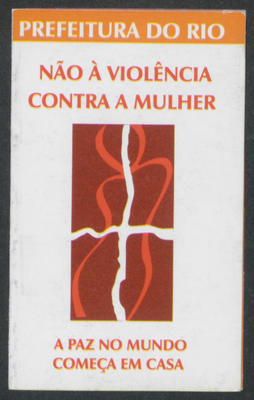 PREFEITURA DO RIO
NÃO À VIOLÊNCIA
CONTRA A MULHER
A PAZ NO MUNDO
COMEÇA EM CASA